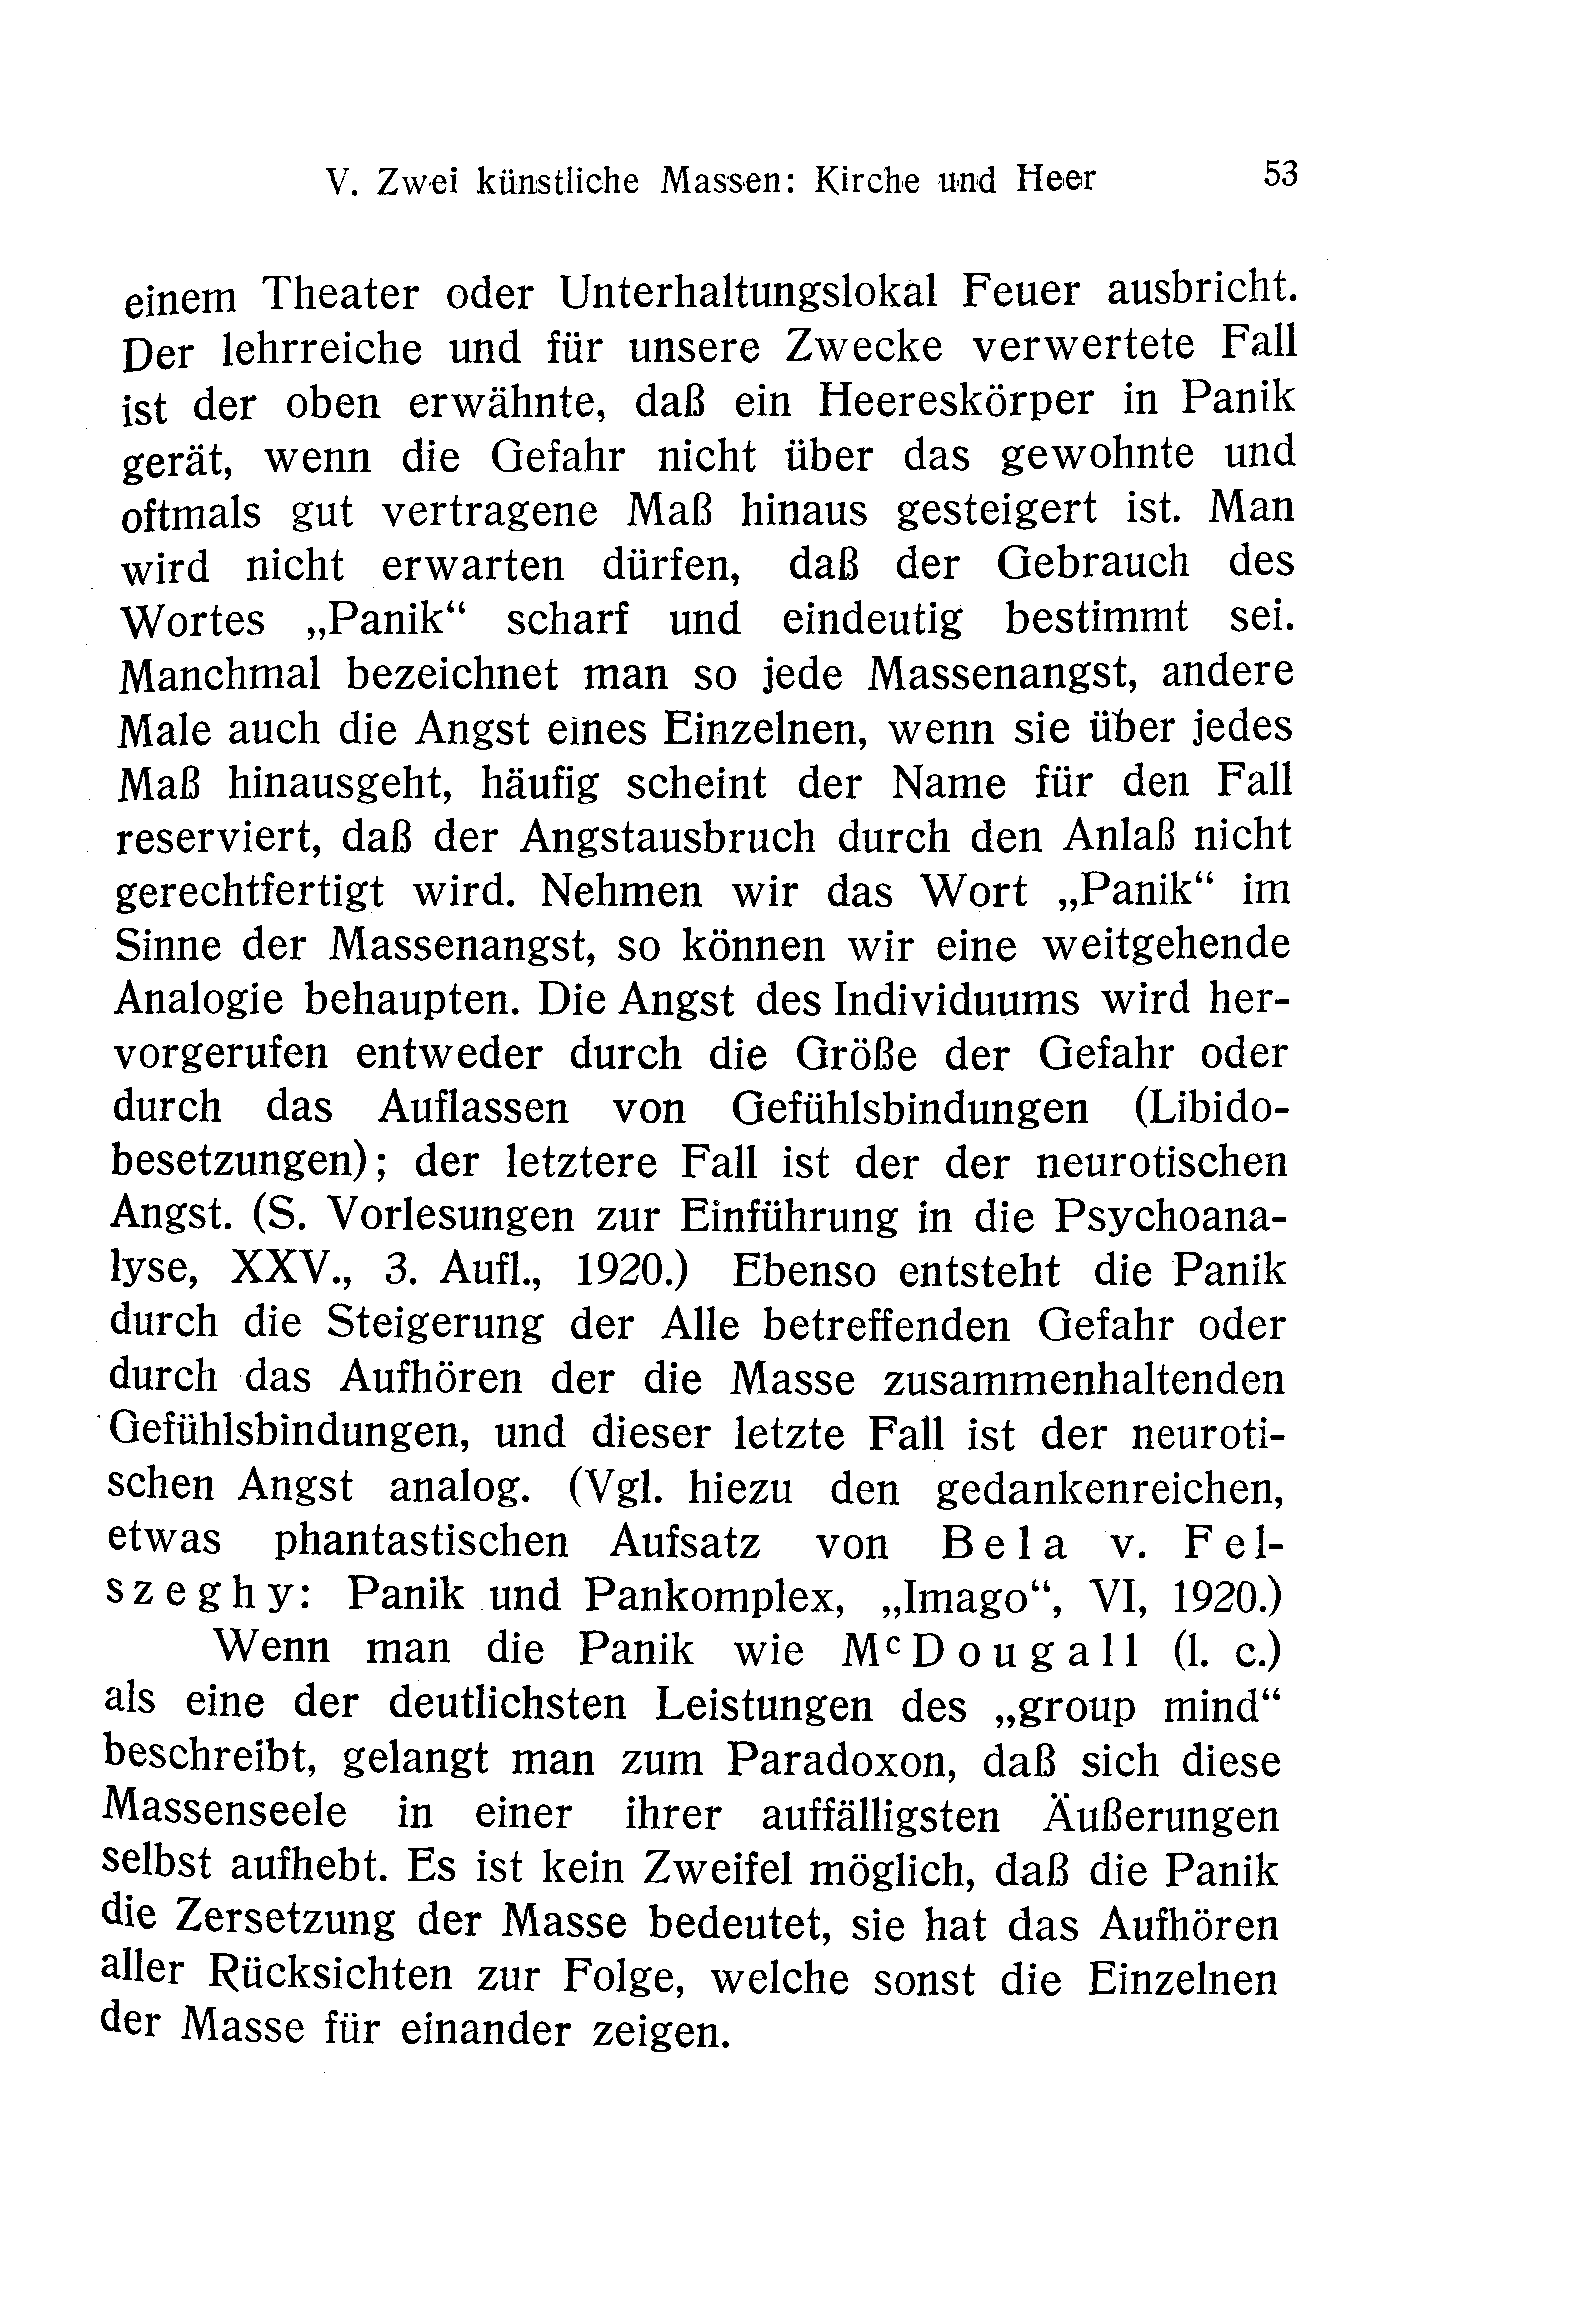 V. Zwei künstliche Massen: Kirche und Heer 53
einem Theater oder Unterhaltungslokal Feuer ausbricht.
Der lehrreiche und für unsere Zwecke verwertete Fall
ist der oben erwähnte, daß ein Heereskörper in Panik
gerät, wenn die Gefahr nicht über das gewohnte und
oftmals gut vertragene Maß hinaus gesteigert ist. Man
wird nicht erwarten dürfen, daß der Gebrauch des
Wortes „Panik“ scharf und eindeutig bestimmt sei.
Manchmal bezeichnet man so jede Massenangst, andere
Male auch die Angst eines Einzelnen, wenn sie über jedes
Maß hinausgeht, häufig scheint der Name für den Fall
reserviert, daß der Angstausbruch durch den Anlaß nicht
gerechtfertigt wird. Nehmen wir das Wort „Panik“ im
Sinne der Massenangst, so können wir eine weitgehende
Analogie behaupten. Die Angst des Individuums wird her-
vorgerufen entweder durch die Größe der Gefahr oder
durch das Auflassen von Gefühlsbindungen (Libido-
besetzungen); der letztere Fall ist der der neurotischen
Angst. (S. Vorlesungen zur Einführung in die Psychoana-
lyse, XXV., 3. Aufl., 1920.) Ebenso entsteht die Panik
durch die Steigerung der Alle betreffenden Gefahr oder
durch das Aufhören der die Masse zusammenhaltenden
Gefühlsbindungen, und dieser letzte Fall ist der neuroti-
schen Angst analog. (Vgl. hiezu den gedankenreichen,
etwas phantastischen Aufsatz von Bela v. Fel-
szeghy: Panik und Pankomplex, „Imago“, VI, 1920.)
Wenn man die Panik wie McDougall (l. c.)
als eine der deutlichsten Leistungen des „group mind“
beschreibt, gelangt man zum Paradoxon, daß sich diese
Massenseele in einer ihrer auffälligsten Äußerungen
selbst aufhebt. Es ist kein Zweifel möglich, daß die Panik
die Zersetzung der Masse bedeutet, sie hat das Aufhören
aller Rücksichten zur Folge, welche sonst die Einzelnen
der Masse für einander zeigen.